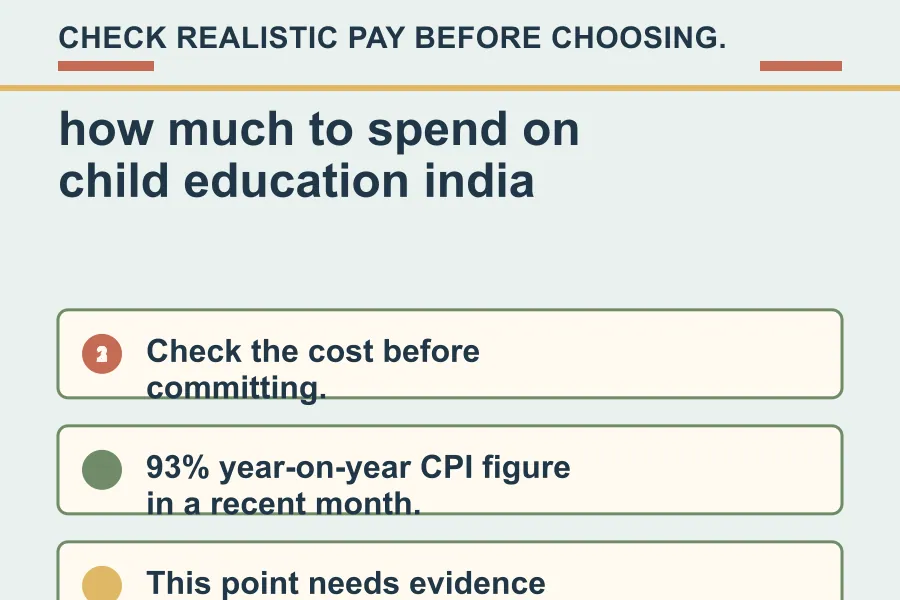 CHECK REALISTIC PAY BEFORE CHOOSING.
how much to spend on
child education india
Check the cost before
committing.
93% year-on-year CPI figure
in a recent month.
This point needs evidence